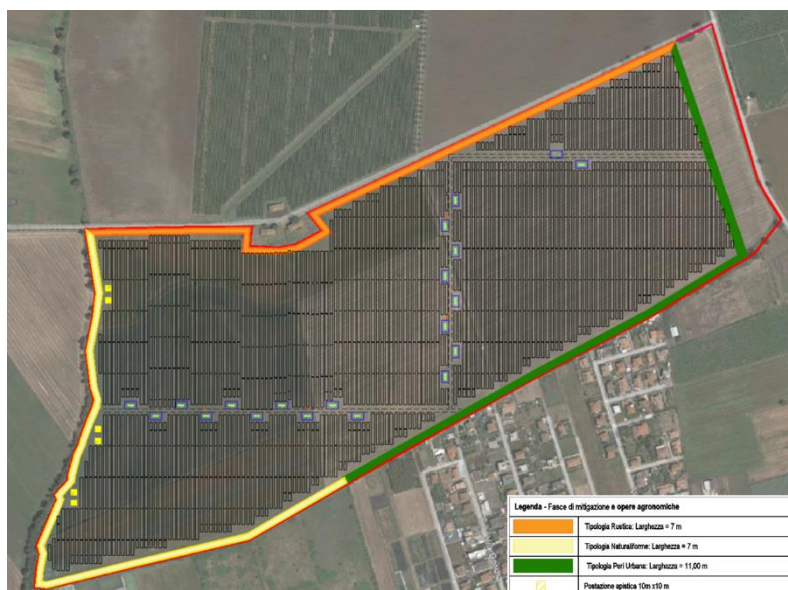 Legenda - Fasce di mitigazione e opere agronomiche
Tipologia Rustica: Larghezza = 7 m
Tipologia Naturaliforme: Larghezza = 7 m
Tipologia Peri Urbana: Larghezza = 11,00 m
Postazione apistica 10m x10 m